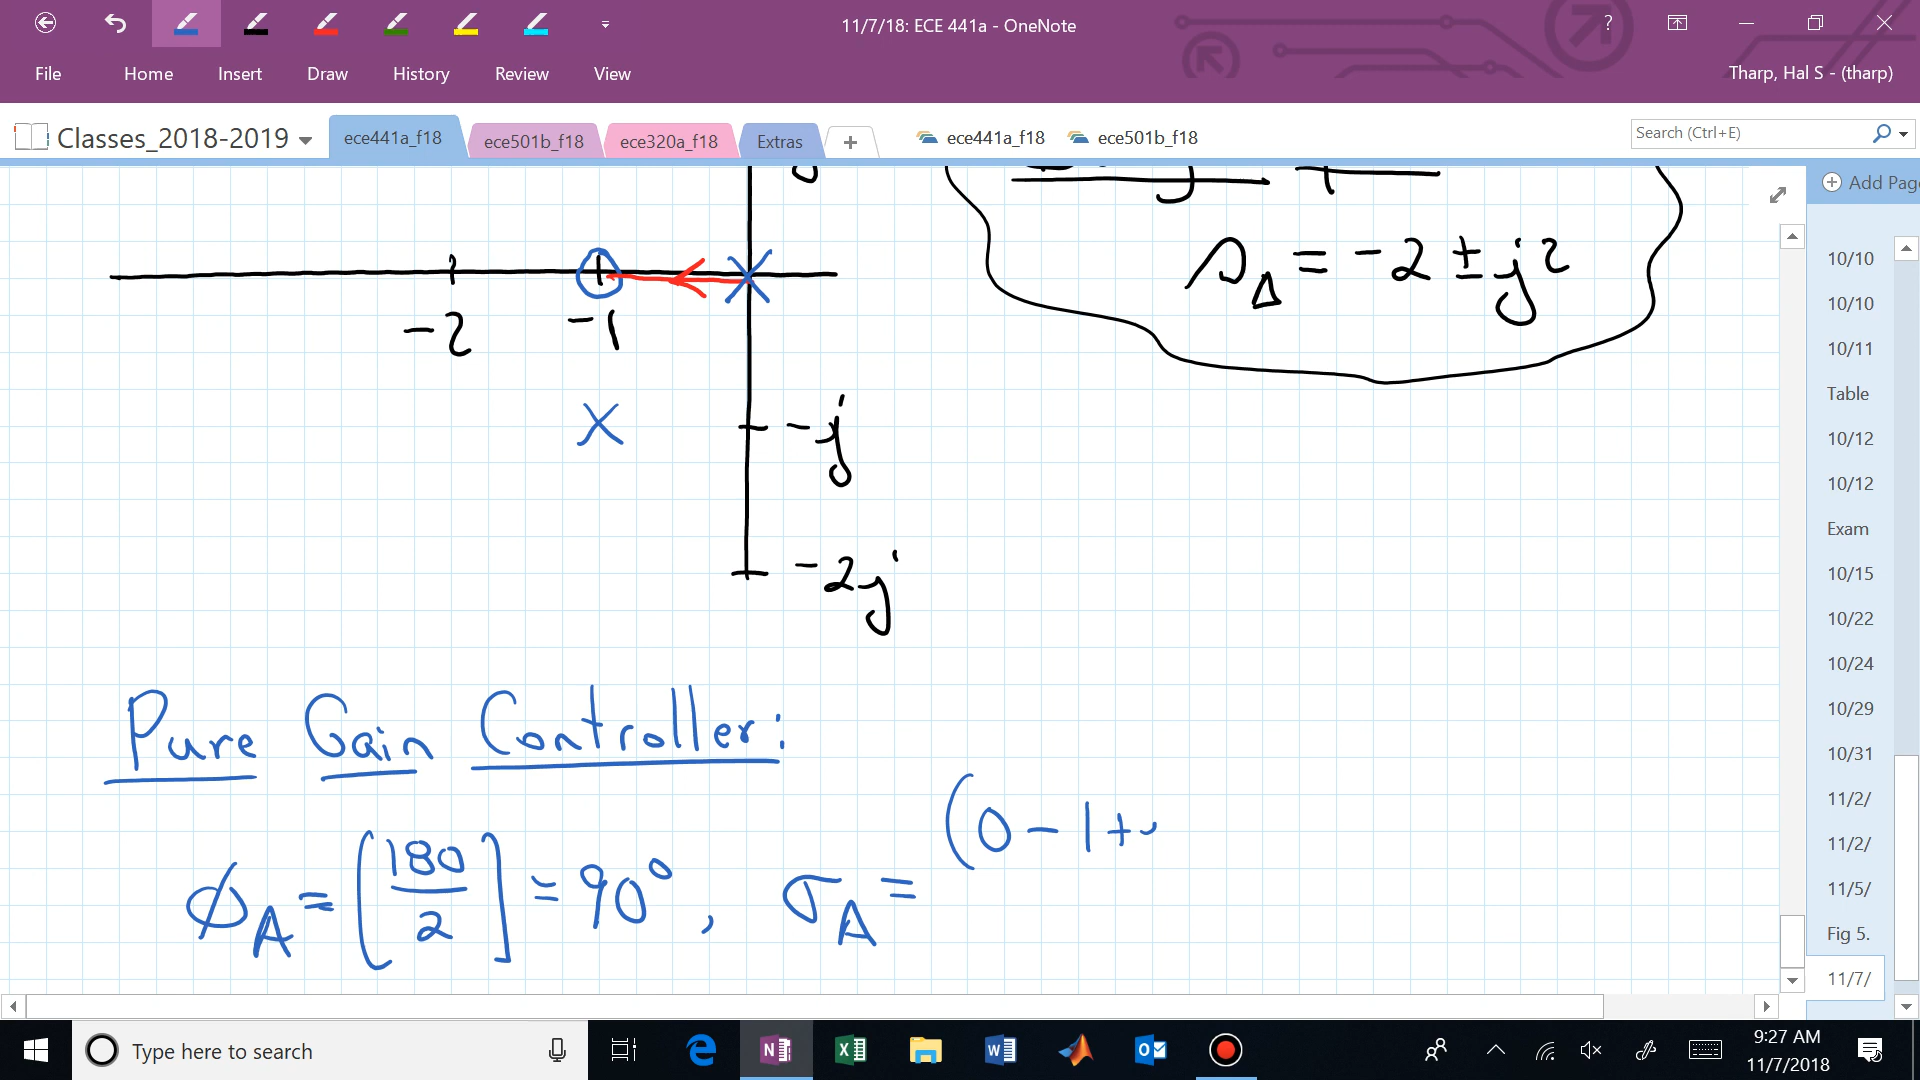 11/7/18: ECE 441a - OneNote
?
File Home Insert Draw History Review View
Tharp, Hal S - (tharp)
Classes_2018-2019
ece441a_f18 ece501b_f18 ece320a_f18 Extras + ece441a_f18 ece501b_f18
Search (Ctrl+E)
Add Page
s_Δ = -2 ± j2
-2 -1
-j
-2j
Pure Gain Controller:
ϕ_A = [180/2] = 90°, σ_A = (0 - 1 +
10/10
10/10
10/11
Table
10/12
10/12
Exam
10/15
10/22
10/24
10/29
10/31
11/2/
11/2/
11/5/
Fig 5.
11/7/
Type here to search
9:27 AM
11/7/2018